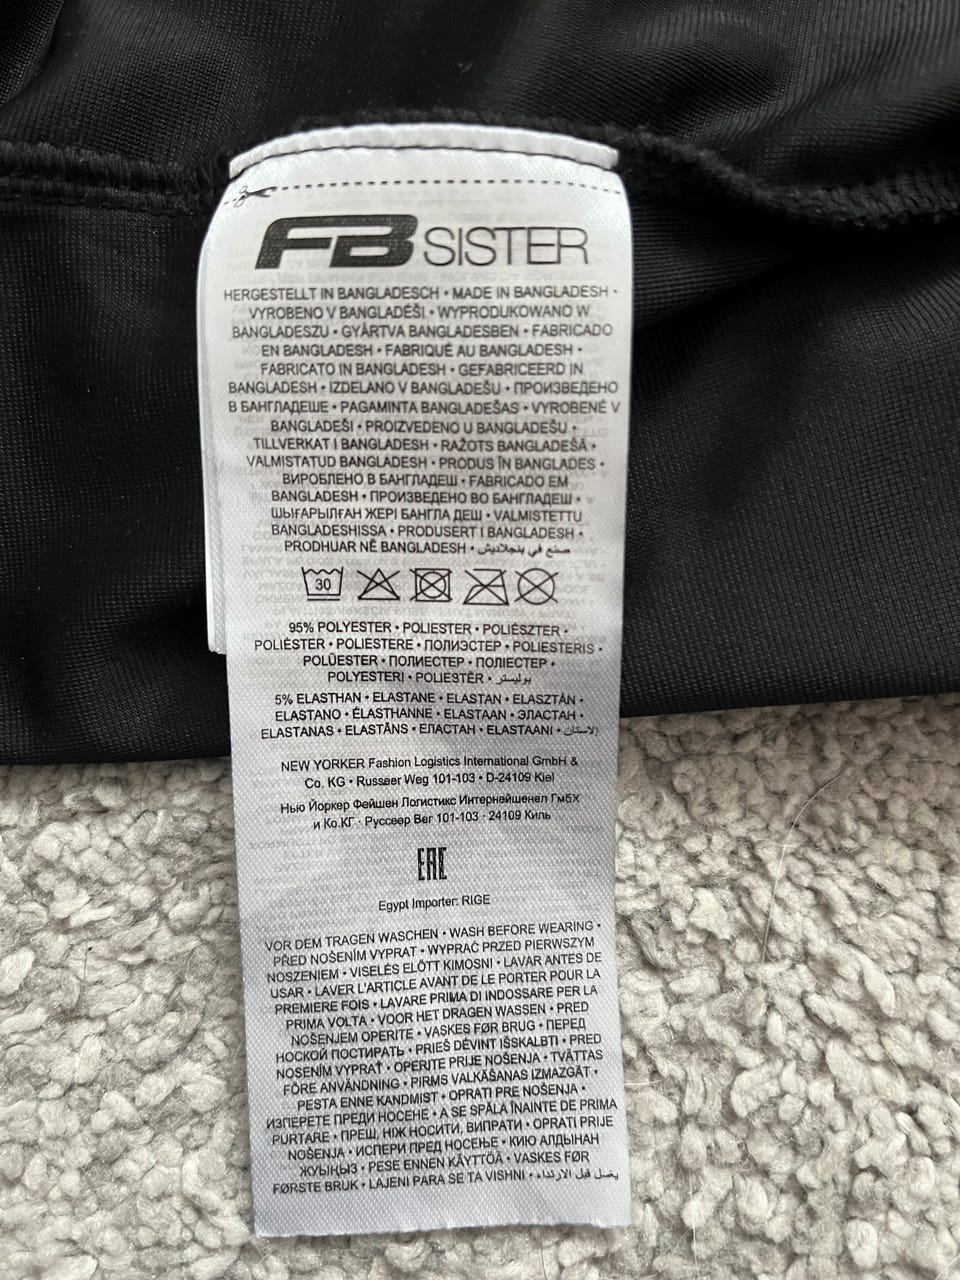 FB SISTER
HERGESTELLT IN BANGLADESCH • MADE IN BANGLADESH •
VYROBENO V BANGLADÉŠI • WYPRODUKOWANO W
BANGLADESZU • GYÁRTVA BANGLADESBEN • FABRICADO
EN BANGLADESH • FABRIQUÉ AU BANGLADESH •
FABRICATO IN BANGLADESH • GEFABRICEERD IN
BANGLADESH • IZDELANO V BANGLADEŠU • ПРОИЗВЕДЕНО
В БАНГЛАДЕШЕ • PAGAMINTA BANGLADEŠAS • VYROBENÉ V
BANGLADEŠI • PROIZVEDENO U BANGLADEŠU •
TILLVERKAT I BANGLADESH • RAŽOTS BANGLADEŠĀ •
VALMISTATUD BANGLADESH • PRODUS ÎN BANGLADES •
ВИРОБЛЕНО В БАНГЛАДЕШ • FABRICADO EM
BANGLADESH • ПРОИЗВЕДЕНО ВО БАНГЛАДЕШ •
ШЫҒАРЫЛҒАН ЖЕРІ БАНГЛА ДЕШ • VALMISTETTU
BANGLADESHISSA • PRODUSERT I BANGLADESH •
PRODHUAR NË BANGLADESH • صنع في بنجلاديش
30
95% POLYESTER • POLIESTER • POLIÉSZTER •
POLIÉSTER • POLIESTERE • ПОЛИЭСТЕР • POLIESTERIS •
POLÜESTER • ПОЛИЕСТЕР • ПОЛІЕСТЕР •
POLYESTERI • POLIESTËR • بوليستر
5% ELASTHAN • ELASTANE • ELASTAN • ELASZTÁN •
ELASTANO • ÉLASTHANNE • ELASTAAN • ЭЛАСТАН •
ELASTANAS • ELASTĀNS • ЕЛАСТАН • ELASTAANI • الاستان
NEW YORKER Fashion Logistics International GmbH &
Co. KG • Russeer Weg 101-103 • D-24109 Kiel
Нью Йоркер Фейшен Логистикс Интернейшенел ГмбХ
и Ко.КГ · Руссеер Вег 101-103 · 24109 Киль
EAC
Egypt Importer: RIGE
VOR DEM TRAGEN WASCHEN • WASH BEFORE WEARING •
PŘED NOŠENÍM VYPRAT • WYPRAĆ PRZED PIERWSZYM
NOSZENIEM • VISELÉS ELŐTT KIMOSNI • LAVAR ANTES DE
USAR • LAVER L'ARTICLE AVANT DE LE PORTER POUR LA
PREMIERE FOIS • LAVARE PRIMA DI INDOSSARE PER LA
PRIMA VOLTA • VOOR HET DRAGEN WASSEN • PRED
NOŠENJEM OPERITE • VASKES FØR BRUG • ПЕРЕД
НОСКОЙ ПОСТИРАТЬ • PRIEŠ DĖVINT IŠSKALBTI • PRED
NOSENÍM VYPRAŤ • OPERITE PRIJE NOŠENJA • TVÄTTAS
FÖRE ANVÄNDNING • PIRMS VALKĀŠANAS IZMAZGĀT •
PESTA ENNE KANDMIST • OPRATI PRE NOŠENJA •
ИЗПЕРЕТЕ ПРЕДИ НОСЕНЕ • A SE SPĂLA ÎNAINTE DE PRIMA
PURTARE • ПРЕШ, НІЖ НОСИТИ, ВИПРАТИ • OPRATI PRIJE
NOŠENJA • ИСПЕРИ ПРЕД НОСЕЊЕ • КИЮ АЛДЫНАН
ЖУЫҢЫЗ • PESE ENNEN KÄYTTÖÄ • VASKES FØR
FØRSTE BRUK • LAJENI PARA SE TA VISHNI • يغسل قبل الارتداء